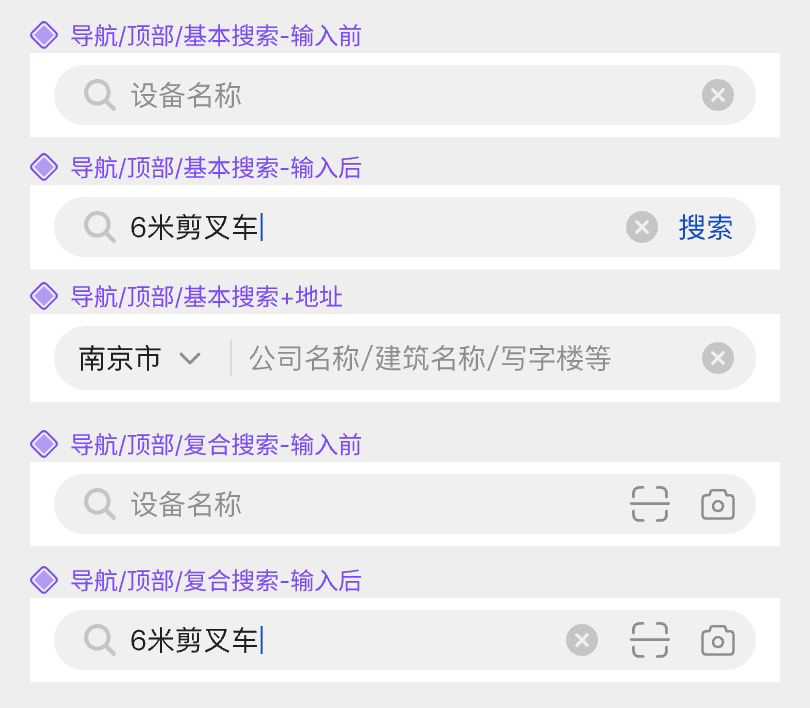 导航/顶部/基本搜索-输入前
设备名称
导航/顶部/基本搜索-输入后
6米剪叉车
搜索
导航/顶部/基本搜索+地址
南京市
公司名称/建筑名称/写字楼等
导航/顶部/复合搜索-输入前
设备名称
导航/顶部/复合搜索-输入后
6米剪叉车